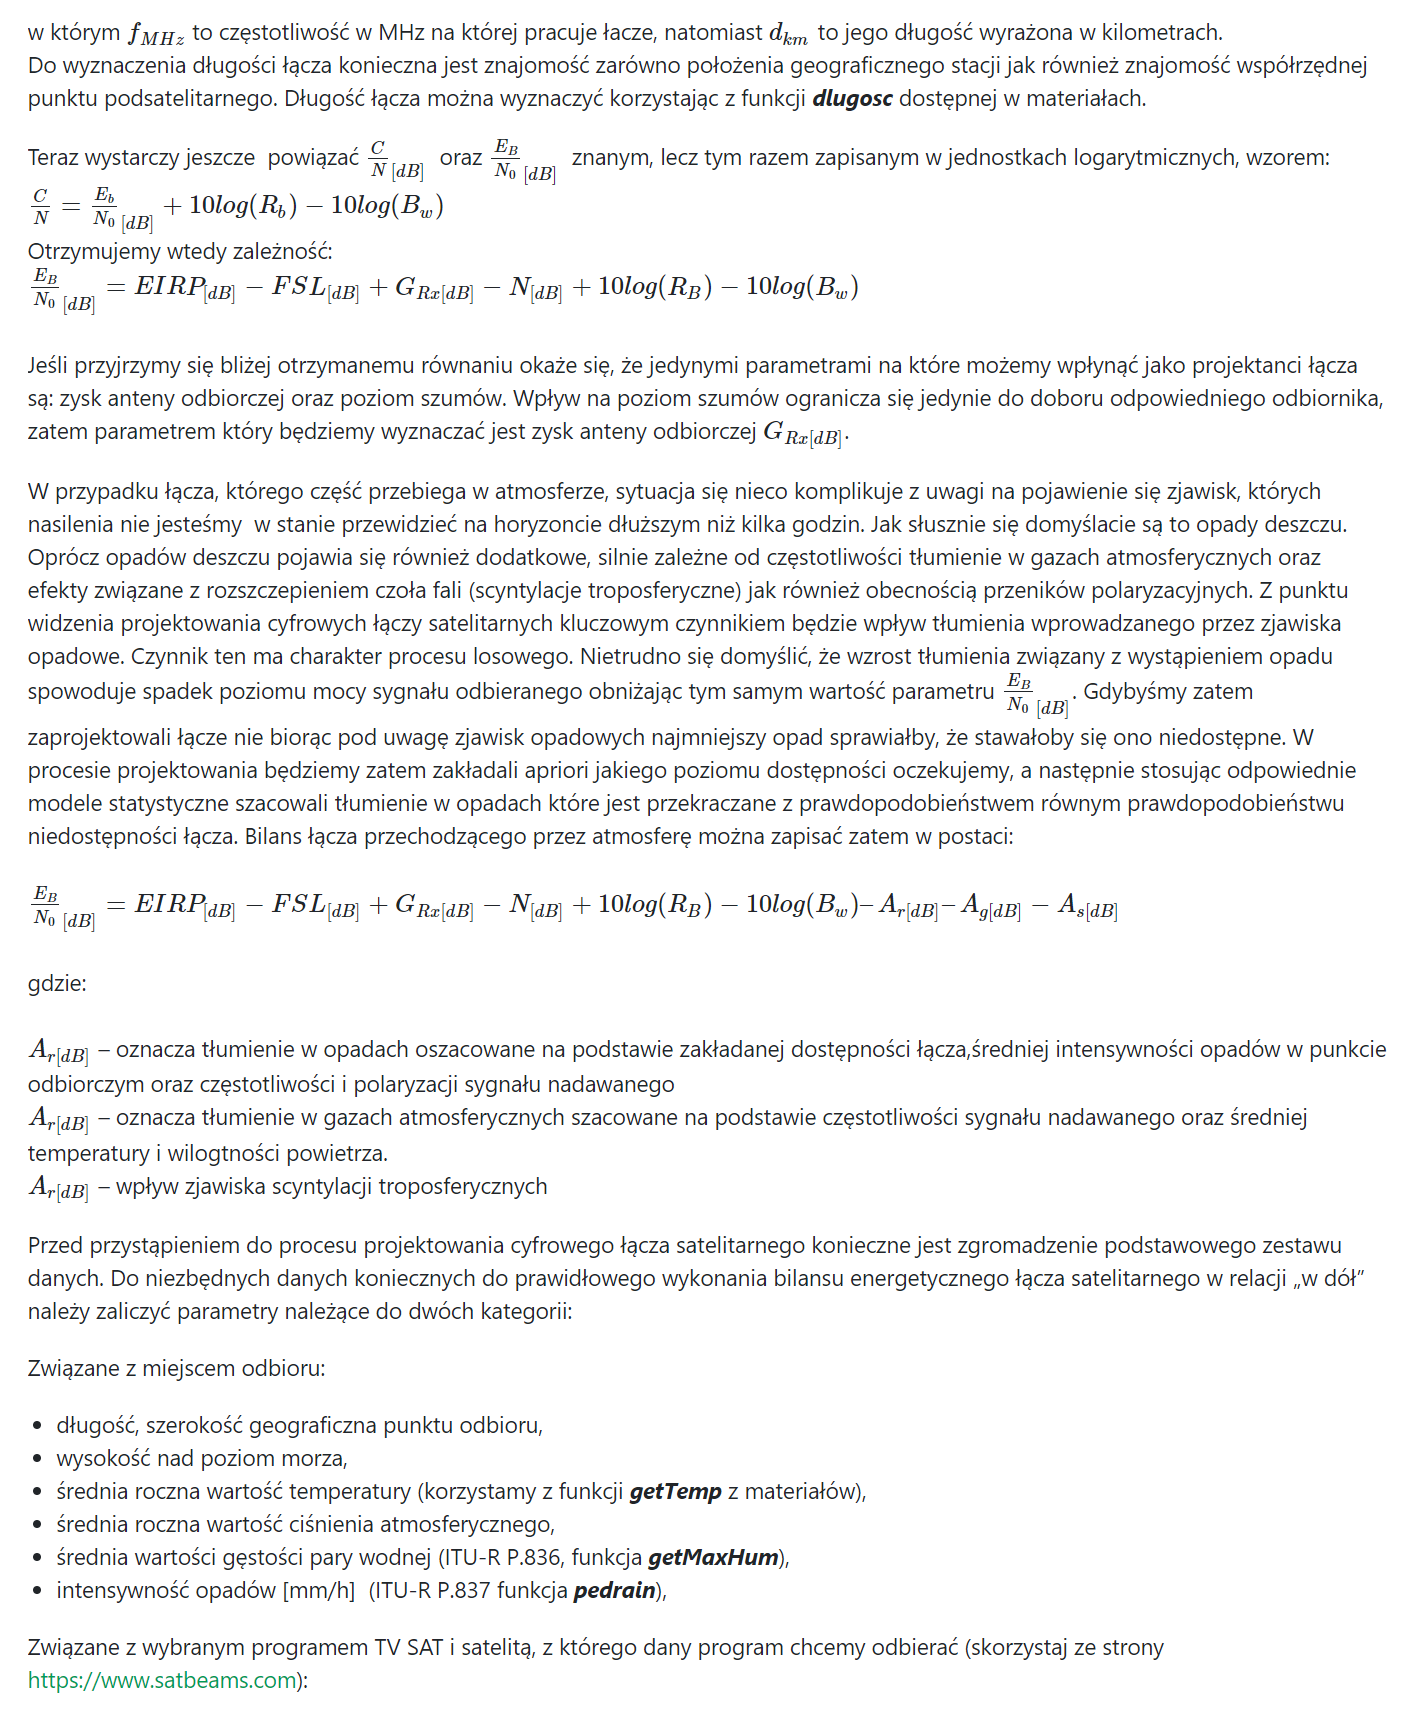 w którym $f_{MHz}$ to częstotliwość w MHz na której pracuje łacze, natomiast $d_{km}$ to jego długość wyrażona w kilometrach.
Do wyznaczenia długości łącza konieczna jest znajomość zarówno położenia geograficznego stacji jak również znajomość współrzędnej
punktu podsatelitarnego. Długość łącza można wyznaczyć korzystając z funkcji dlugosc dostępnej w materiałach.
Teraz wystarczy jeszcze powiązać $\frac{C}{N}_{[dB]}$ oraz $\frac{E_B}{N_0}_{[dB]}$ znanym, lecz tym razem zapisanym w jednostkach logarytmicznych, wzorem:
$\frac{C}{N} = \frac{E_b}{N_0}_{[dB]} + 10log(R_b) - 10log(B_w)$
Otrzymujemy wtedy zależność:
$\frac{E_B}{N_0}_{[dB]} = EIRP_{[dB]} - FSL_{[dB]} + G_{Rx[dB]} - N_{[dB]} + 10log(R_B) - 10log(B_w)$
Jeśli przyjrzymy się bliżej otrzymanemu równaniu okaże się, że jedynymi parametrami na które możemy wpłynąć jako projektanci łącza
są: zysk anteny odbiorczej oraz poziom szumów. Wpływ na poziom szumów ogranicza się jedynie do doboru odpowiedniego odbiornika,
zatem parametrem który będziemy wyznaczać jest zysk anteny odbiorczej $G_{Rx[dB]}$.
W przypadku łącza, którego część przebiega w atmosferze, sytuacja się nieco komplikuje z uwagi na pojawienie się zjawisk, których
nasilenia nie jesteśmy w stanie przewidzieć na horyzoncie dłuższym niż kilka godzin. Jak słusznie się domyślacie są to opady deszczu.
Oprócz opadów deszczu pojawia się również dodatkowe, silnie zależne od częstotliwości tłumienie w gazach atmosferycznych oraz
efekty związane z rozszczepieniem czoła fali (scyntylacje troposferyczne) jak również obecnością przeników polaryzacyjnych. Z punktu
widzenia projektowania cyfrowych łączy satelitarnych kluczowym czynnikiem będzie wpływ tłumienia wprowadzanego przez zjawiska
opadowe. Czynnik ten ma charakter procesu losowego. Nietrudno się domyślić, że wzrost tłumienia związany z wystąpieniem opadu
spowoduje spadek poziomu mocy sygnału odbieranego obniżając tym samym wartość parametru $\frac{E_B}{N_0}_{[dB]}$. Gdybyśmy zatem
zaprojektowali łącze nie biorąc pod uwagę zjawisk opadowych najmniejszy opad sprawiałby, że stawałoby się ono niedostępne. W
procesie projektowania będziemy zatem zakładali apriori jakiego poziomu dostępności oczekujemy, a następnie stosując odpowiednie
modele statystyczne szacowali tłumienie w opadach które jest przekraczane z prawdopodobieństwem równym prawdopodobieństwu
niedostępności łącza. Bilans łącza przechodzącego przez atmosferę można zapisać zatem w postaci:
$\frac{E_B}{N_0}_{[dB]} = EIRP_{[dB]} - FSL_{[dB]} + G_{Rx[dB]} - N_{[dB]} + 10log(R_B) - 10log(B_w) – A_{r[dB]} – A_{g[dB]} - A_{s[dB]}$
gdzie:
$A_{r[dB]}$ – oznacza tłumienie w opadach oszacowane na podstawie zakładanej dostępności łącza,średniej intensywności opadów w punkcie
odbiorczym oraz częstotliwości i polaryzacji sygnału nadawanego
$A_{r[dB]}$ – oznacza tłumienie w gazach atmosferycznych szacowane na podstawie częstotliwości sygnału nadawanego oraz średniej
temperatury i wilogtności powietrza.
$A_{r[dB]}$ – wpływ zjawiska scyntylacji troposferycznych
Przed przystąpieniem do procesu projektowania cyfrowego łącza satelitarnego konieczne jest zgromadzenie podstawowego zestawu
danych. Do niezbędnych danych koniecznych do prawidłowego wykonania bilansu energetycznego łącza satelitarnego w relacji „w dół”
należy zaliczyć parametry należące do dwóch kategorii:
Związane z miejscem odbioru:
• długość, szerokość geograficzna punktu odbioru,
• wysokość nad poziom morza,
• średnia roczna wartość temperatury (korzystamy z funkcji getTemp z materiałów),
• średnia roczna wartość ciśnienia atmosferycznego,
• średnia wartości gęstości pary wodnej (ITU-R P.836, funkcja getMaxHum),
• intensywność opadów [mm/h] (ITU-R P.837 funkcja pedrain),
Związane z wybranym programem TV SAT i satelitą, z którego dany program chcemy odbierać (skorzystaj ze strony
https://www.satbeams.com):